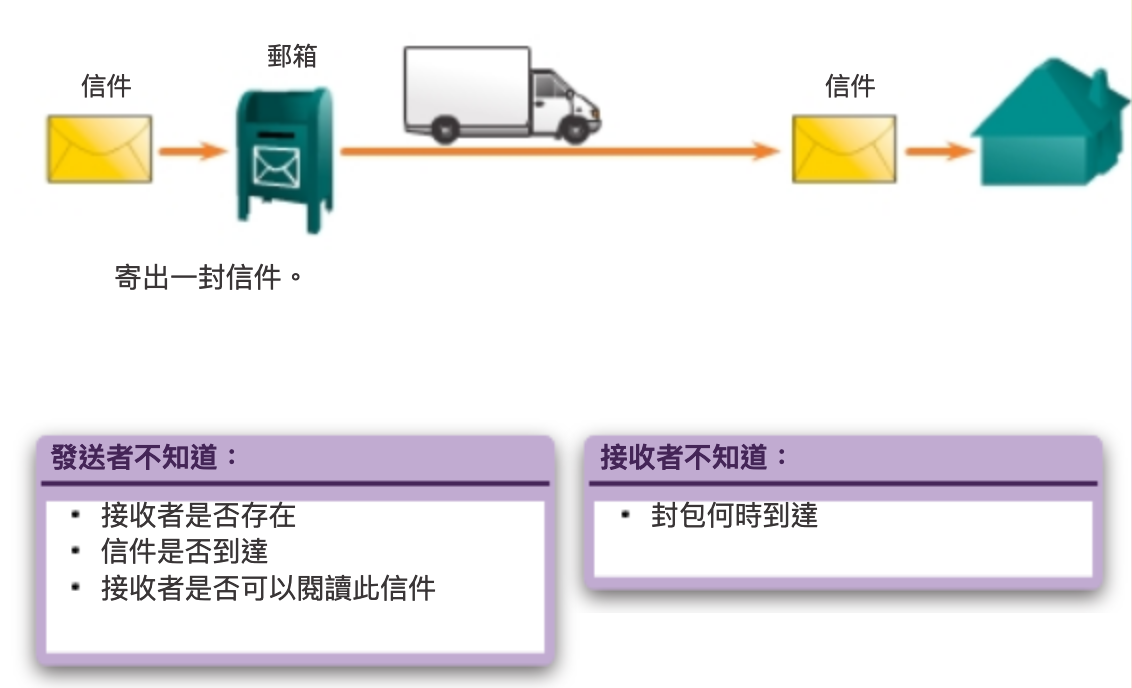 郵箱
信件
信件
寄出一封信件。
發送者不知道：
• 接收者是否存在
• 信件是否到達
• 接收者是否可以閱讀此信件
接收者不知道：
• 封包何時到達